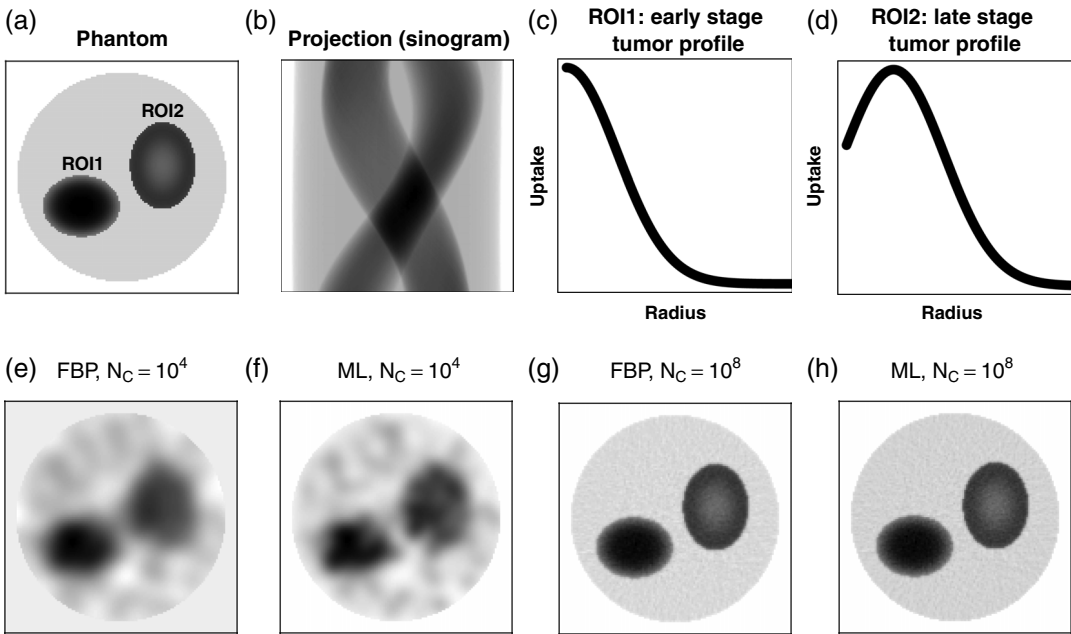 (a)
Phantom
ROI1
ROI2
(b)
Projection (sinogram)
(c)
ROI1: early stage
tumor profile
Uptake
Radius
(d)
ROI2: late stage
tumor profile
Uptake
Radius
(e) FBP, N_C = 10^4
(f) ML, N_C = 10^4
(g) FBP, N_C = 10^8
(h) ML, N_C = 10^8